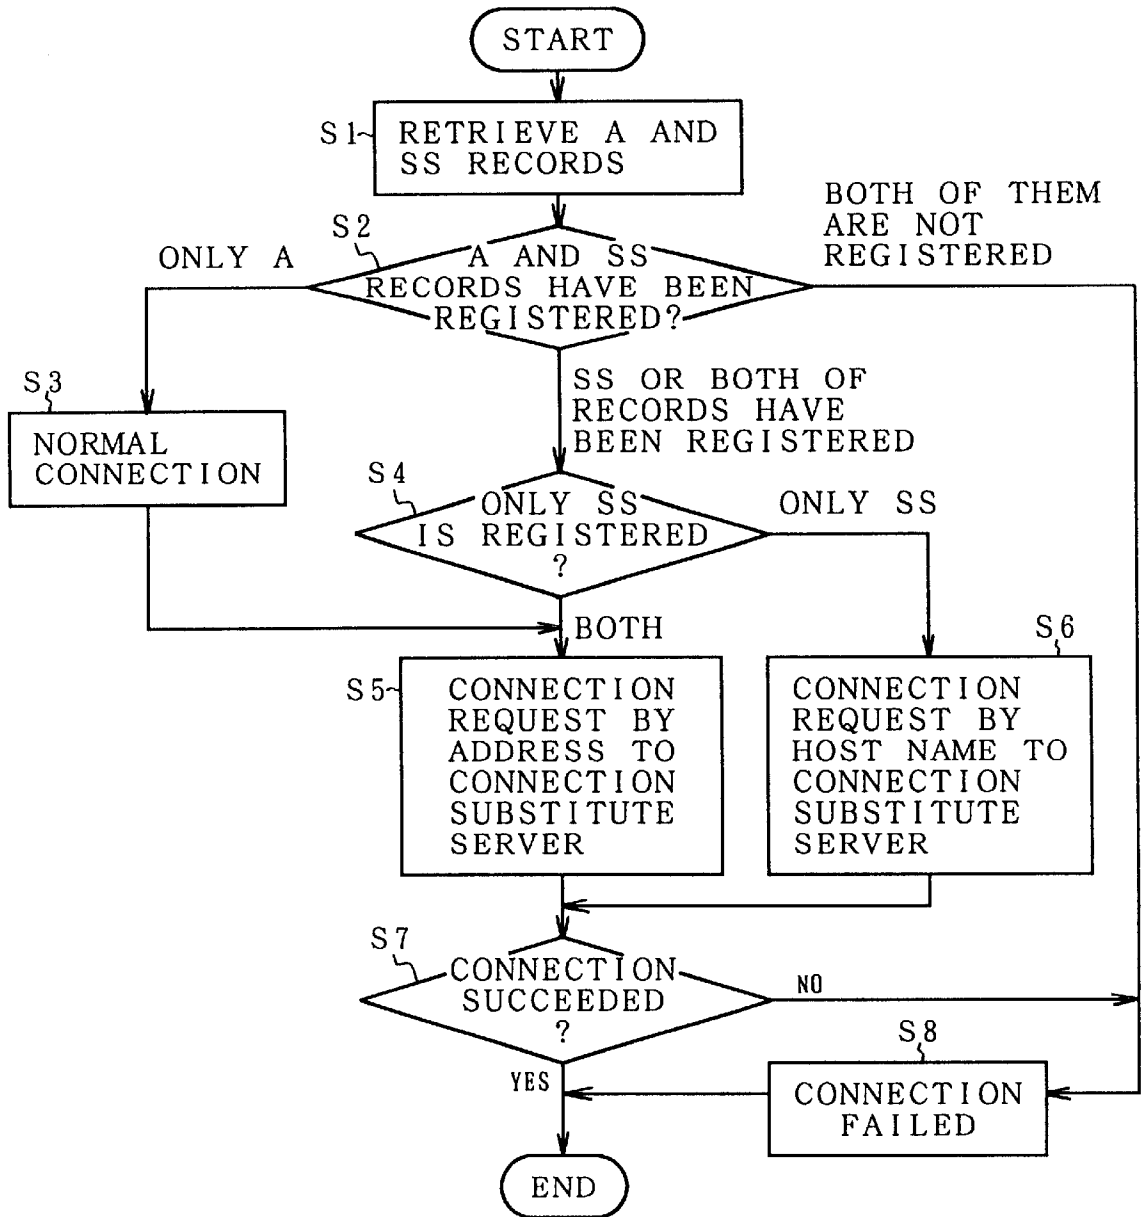 START
S1
RETRIEVE A AND
SS RECORDS
BOTH OF THEM
ARE NOT
REGISTERED
S2
ONLY A
A AND SS
RECORDS HAVE BEEN
REGISTERED?
S3
NORMAL
CONNECTION
SS OR BOTH OF
RECORDS HAVE
BEEN REGISTERED
S4
ONLY SS
IS REGISTERED
?
ONLY SS
BOTH
S5
CONNECTION
REQUEST BY
ADDRESS TO
CONNECTION
SUBSTITUTE
SERVER
S6
CONNECTION
REQUEST BY
HOST NAME TO
CONNECTION
SUBSTITUTE
SERVER
S7
CONNECTION
SUCCEEDED
?
NO
YES
S8
CONNECTION
FAILED
END